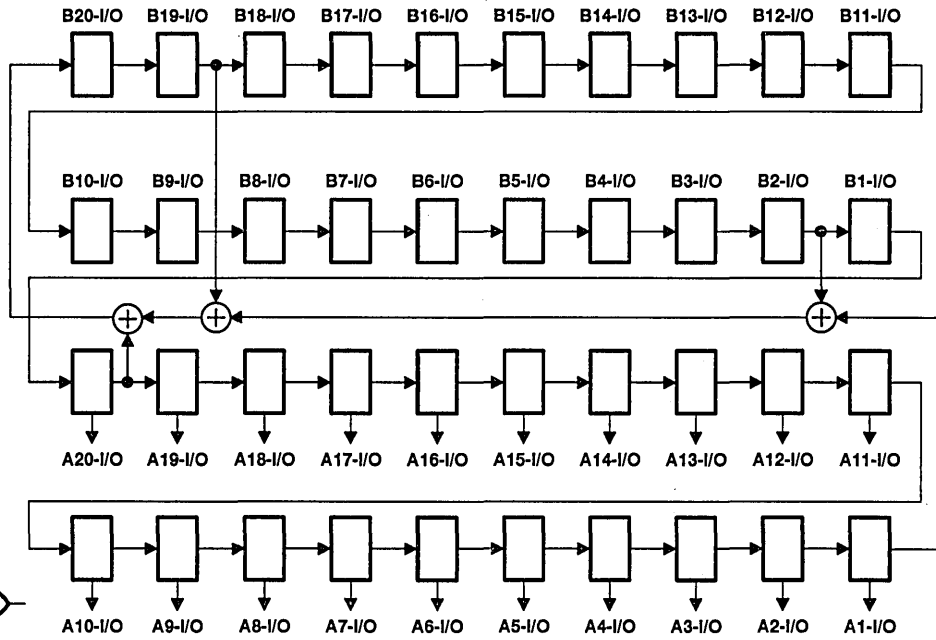 B20-I/O B19-I/O B18-I/O B17-I/O B16-I/O B15-I/O B14-I/O B13-I/O B12-I/O B11-I/O
B10-I/O B9-I/O B8-I/O B7-I/O B6-I/O B5-I/O B4-I/O B3-I/O B2-I/O B1-I/O
A20-I/O A19-I/O A18-I/O A17-I/O A16-I/O A15-I/O A14-I/O A13-I/O A12-I/O A11-I/O
A10-I/O A9-I/O A8-I/O A7-I/O A6-I/O A5-I/O A4-I/O A3-I/O A2-I/O A1-I/O